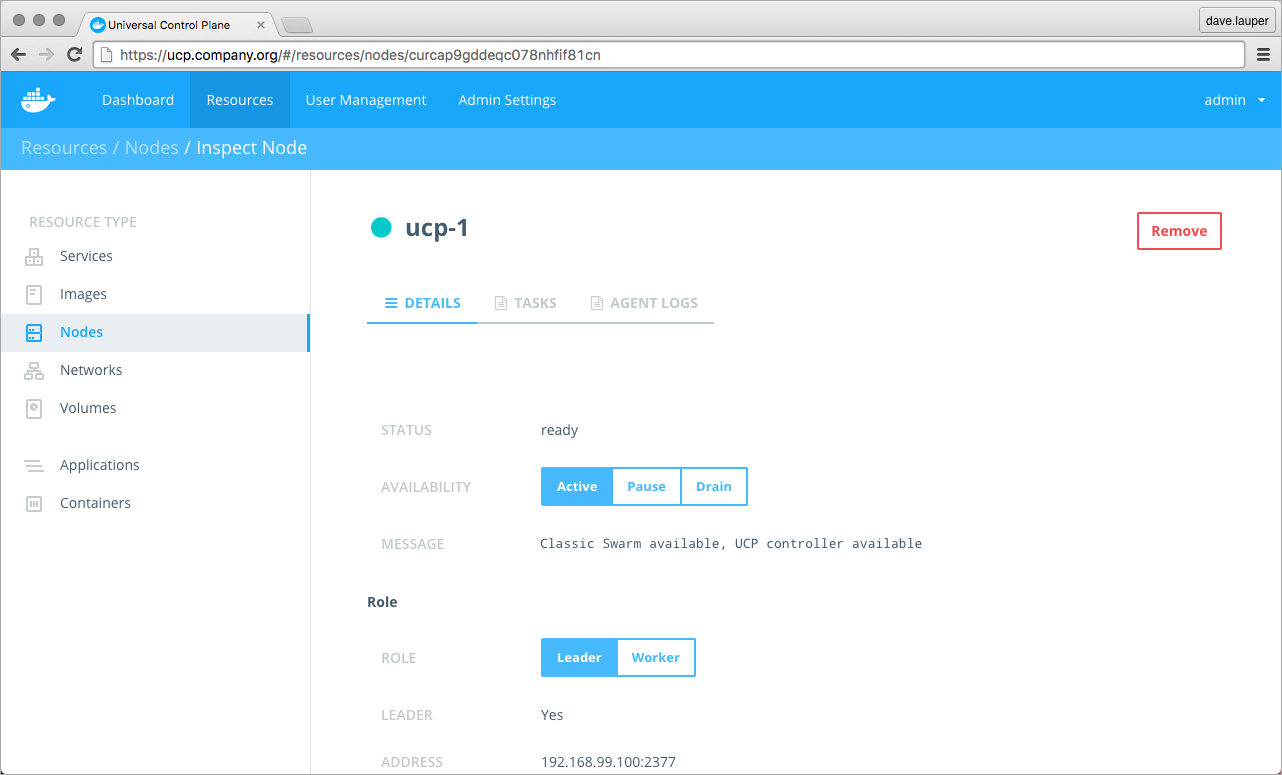 Universal Control Plane
dave.lauper
https://ucp.company.org/#/resources/nodes/curcap9gddeqc078nhfif81cn
Dashboard Resources User Management Admin Settings admin
Resources / Nodes / Inspect Node
RESOURCE TYPE
Services
Images
Nodes
Networks
Volumes
Applications
Containers
ucp-1
Remove
DETAILS TASKS AGENT LOGS
STATUS ready
AVAILABILITY Active Pause Drain
MESSAGE Classic Swarm available, UCP controller available
Role
ROLE Leader Worker
LEADER Yes
ADDRESS 192.168.99.100:2377